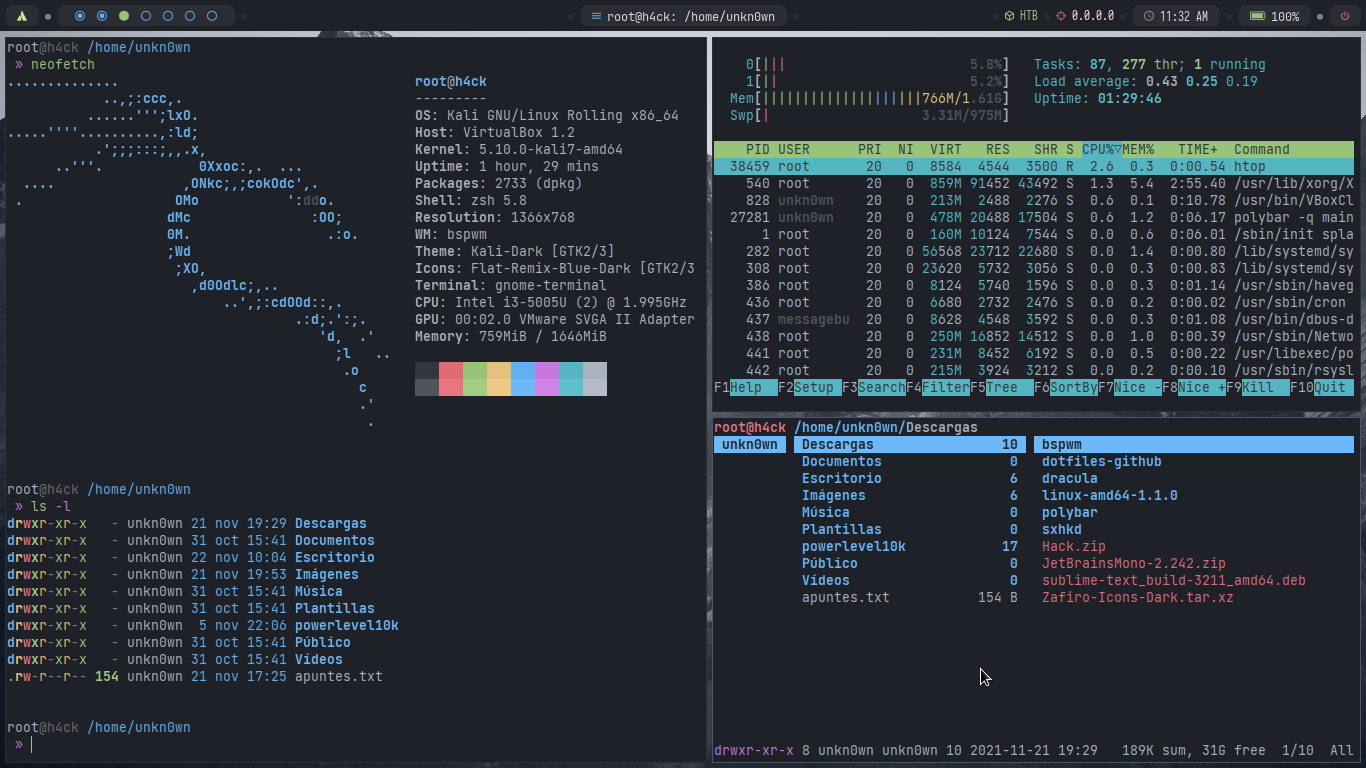 root@h4ck: /home/unkn0wn
HTB
0.0.0.0
11:32 AM
100%
root@h4ck /home/unkn0wn
» neofetch
..............
..,;:ccc,.
......''';lxO.
.....''''..........,:ld;
.';;;:::;,,.x,
..'''. 0Xxoc:,. ...
.... ,ONkc;,;cokOdc',.
. OMo ':ddo.
dMc :OO;
0M. .:o.
;Wd
;XO,
,d0Odlc;,..
..',;:cdOOd::,.
.:d;.':;.
'd, .'
;l ..
.o
c
.'
.
root@h4ck
---------
OS: Kali GNU/Linux Rolling x86_64
Host: VirtualBox 1.2
Kernel: 5.10.0-kali7-amd64
Uptime: 1 hour, 29 mins
Packages: 2733 (dpkg)
Shell: zsh 5.8
Resolution: 1366x768
WM: bspwm
Theme: Kali-Dark [GTK2/3]
Icons: Flat-Remix-Blue-Dark [GTK2/3
Terminal: gnome-terminal
CPU: Intel i3-5005U (2) @ 1.995GHz
GPU: 00:02.0 VMware SVGA II Adapter
Memory: 759MiB / 1646MiB
root@h4ck /home/unkn0wn
» ls -l
drwxr-xr-x - unkn0wn 21 nov 19:29 Descargas
drwxr-xr-x - unkn0wn 31 oct 15:41 Documentos
drwxr-xr-x - unkn0wn 22 nov 10:04 Escritorio
drwxr-xr-x - unkn0wn 21 nov 19:53 Imágenes
drwxr-xr-x - unkn0wn 31 oct 15:41 Música
drwxr-xr-x - unkn0wn 31 oct 15:41 Plantillas
drwxr-xr-x - unkn0wn 5 nov 22:06 powerlevel10k
drwxr-xr-x - unkn0wn 31 oct 15:41 Público
drwxr-xr-x - unkn0wn 31 oct 15:41 Vídeos
.rw-r--r-- 154 unkn0wn 21 nov 17:25 apuntes.txt
root@h4ck /home/unkn0wn
»
0[||| 5.8%]
1[|| 5.2%]
Mem[||||||||||||||||||||766M/1.61G]
Swp[| 3.31M/975M]
Tasks: 87, 277 thr; 1 running
Load average: 0.43 0.25 0.19
Uptime: 01:29:46
PID USER PRI NI VIRT RES SHR S CPU%▽MEM% TIME+ Command
38459 root 20 0 8584 4544 3500 R 2.6 0.3 0:00.54 htop
540 root 20 0 859M 91452 43492 S 1.3 5.4 2:55.40 /usr/lib/xorg/X
828 unkn0wn 20 0 213M 2488 2276 S 0.6 0.1 0:10.78 /usr/bin/VBoxCl
27281 unkn0wn 20 0 478M 20488 17504 S 0.6 1.2 0:06.17 polybar -q main
1 root 20 0 160M 10124 7544 S 0.0 0.6 0:06.01 /sbin/init spla
282 root 20 0 56568 23712 22680 S 0.0 1.4 0:00.80 /lib/systemd/sy
308 root 20 0 23620 5732 3056 S 0.0 0.3 0:00.83 /lib/systemd/sy
386 root 20 0 8124 5740 1596 S 0.0 0.3 0:01.14 /usr/sbin/haveg
436 root 20 0 6680 2732 2476 S 0.0 0.2 0:00.02 /usr/sbin/cron
437 messagebu 20 0 8628 4548 3592 S 0.0 0.3 0:01.08 /usr/bin/dbus-d
438 root 20 0 250M 16852 14512 S 0.0 1.0 0:00.39 /usr/sbin/Netwo
441 root 20 0 231M 8452 6192 S 0.0 0.5 0:00.22 /usr/libexec/po
442 root 20 0 215M 3924 3212 S 0.0 0.2 0:00.10 /usr/sbin/rsysl
F1Help F2Setup F3SearchF4FilterF5Tree F6SortByF7Nice -F8Nice +F9Kill F10Quit
root@h4ck /home/unkn0wn/Descargas
unkn0wn Descargas 10 bspwm
Documentos 0 dotfiles-github
Escritorio 6 dracula
Imágenes 6 linux-amd64-1.1.0
Música 0 polybar
Plantillas 0 sxhkd
powerlevel10k 17 Hack.zip
Público 0 JetBrainsMono-2.242.zip
Vídeos 0 sublime-text_build-3211_amd64.deb
apuntes.txt 154 B Zafiro-Icons-Dark.tar.xz
drwxr-xr-x 8 unkn0wn unkn0wn 10 2021-11-21 19:29 189K sum, 31G free 1/10 All